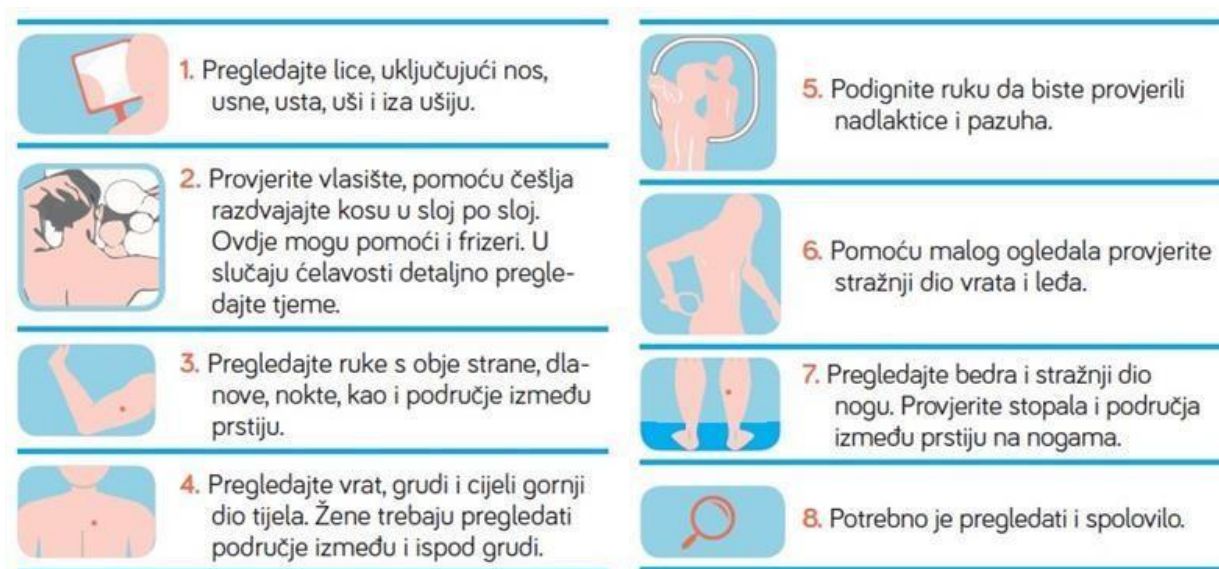 1. Pregledajte lice, uključujući nos,
usne, usta, uši i iza ušiju.
2. Provjerite vlasište, pomoću češlja
razdvajajte kosu u sloj po sloj.
Ovdje mogu pomoći i frizeri. U
slučaju ćelavosti detaljno pregle-
dajte tjeme.
3. Pregledajte ruke s obje strane, dla-
nove, nokte, kao i područje između
prstiju.
4. Pregledajte vrat, grudi i cijeli gornji
dio tijela. Žene trebaju pregledati
područje između i ispod grudi.
5. Podignite ruku da biste provjerili
nadlaktice i pazuha.
6. Pomoću malog ogledala provjerite
stražnji dio vrata i leđa.
7. Pregledajte bedra i stražnji dio
nogu. Provjerite stopala i područja
između prstiju na nogama.
8. Potrebno je pregledati i spolovilo.